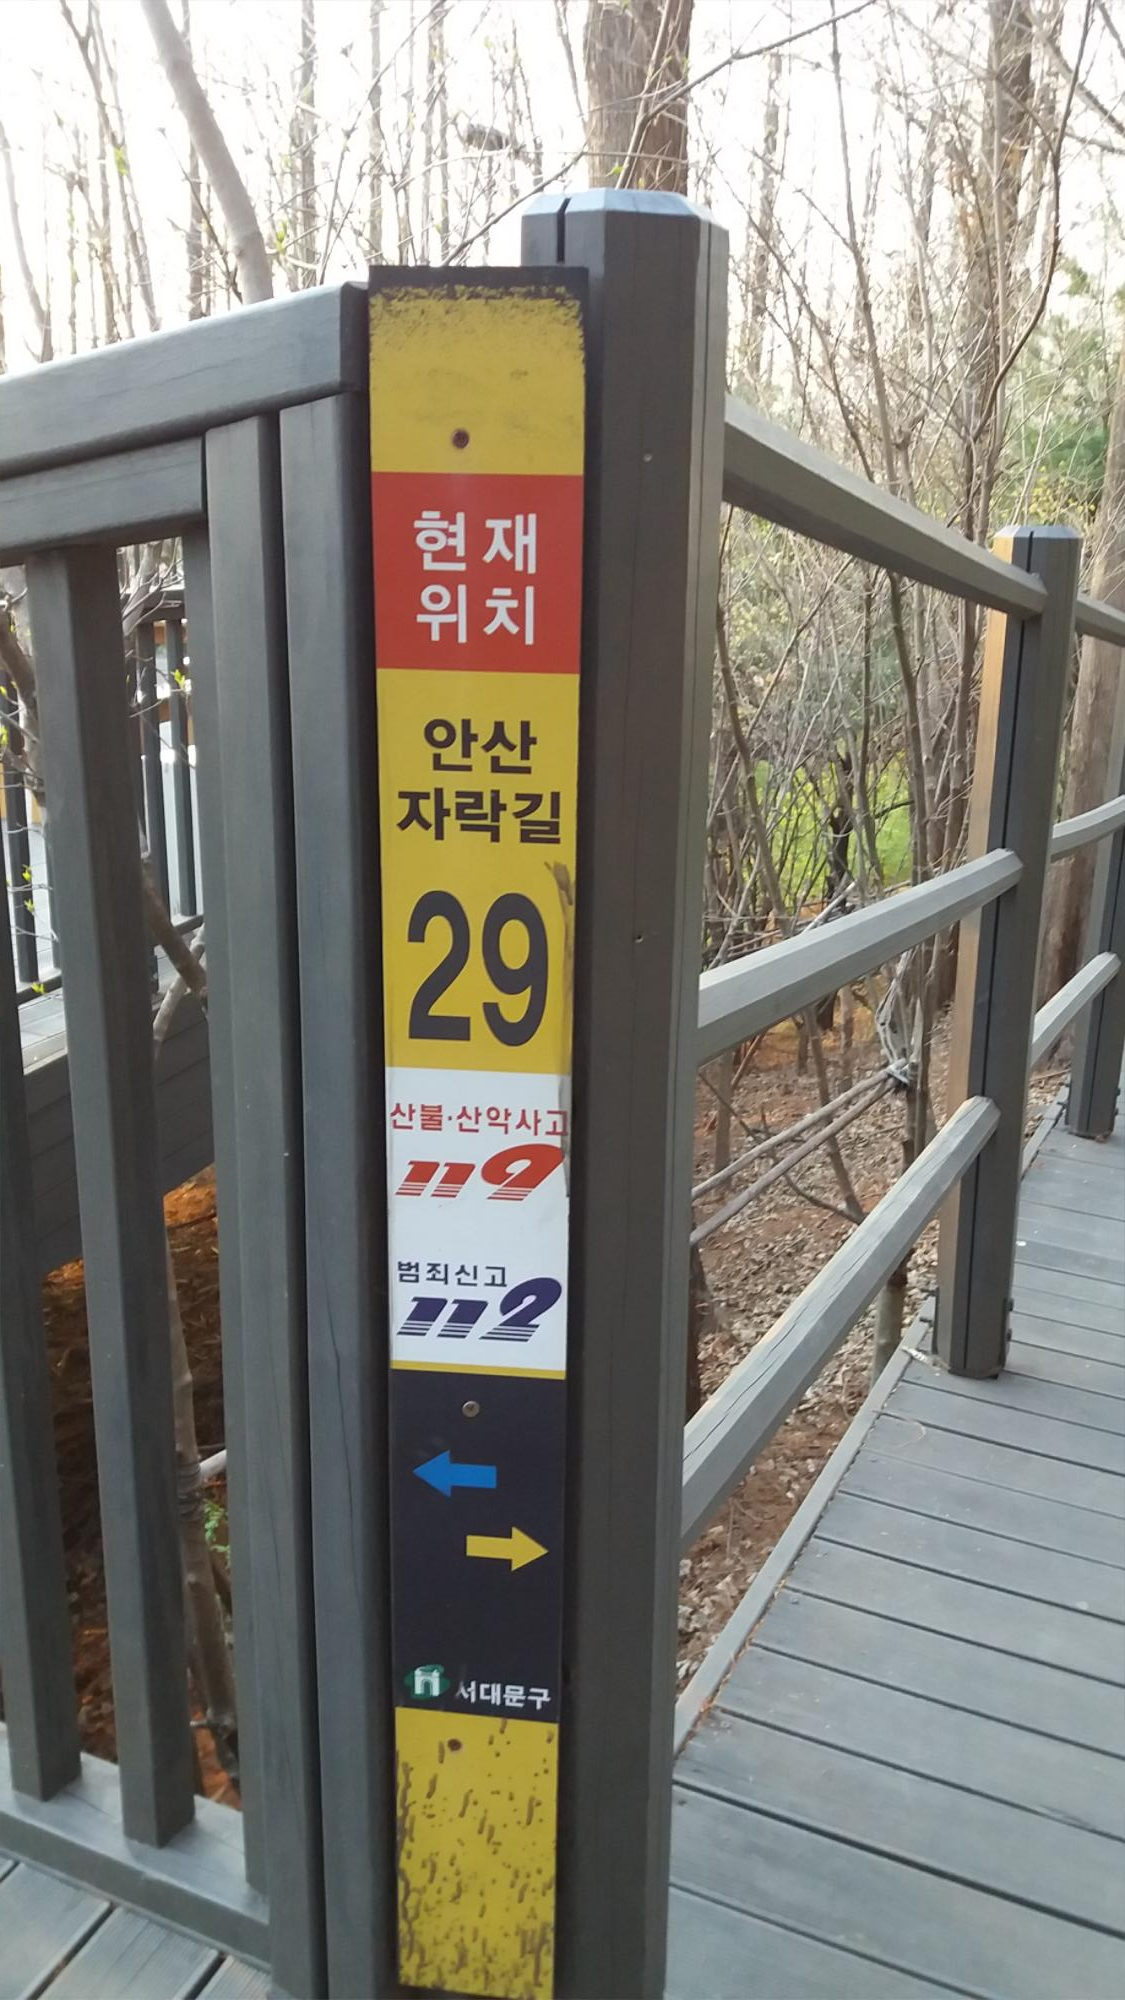 현재
위치
안산
자락길
29
산불·산악사고
119
범죄신고
112
서대문구